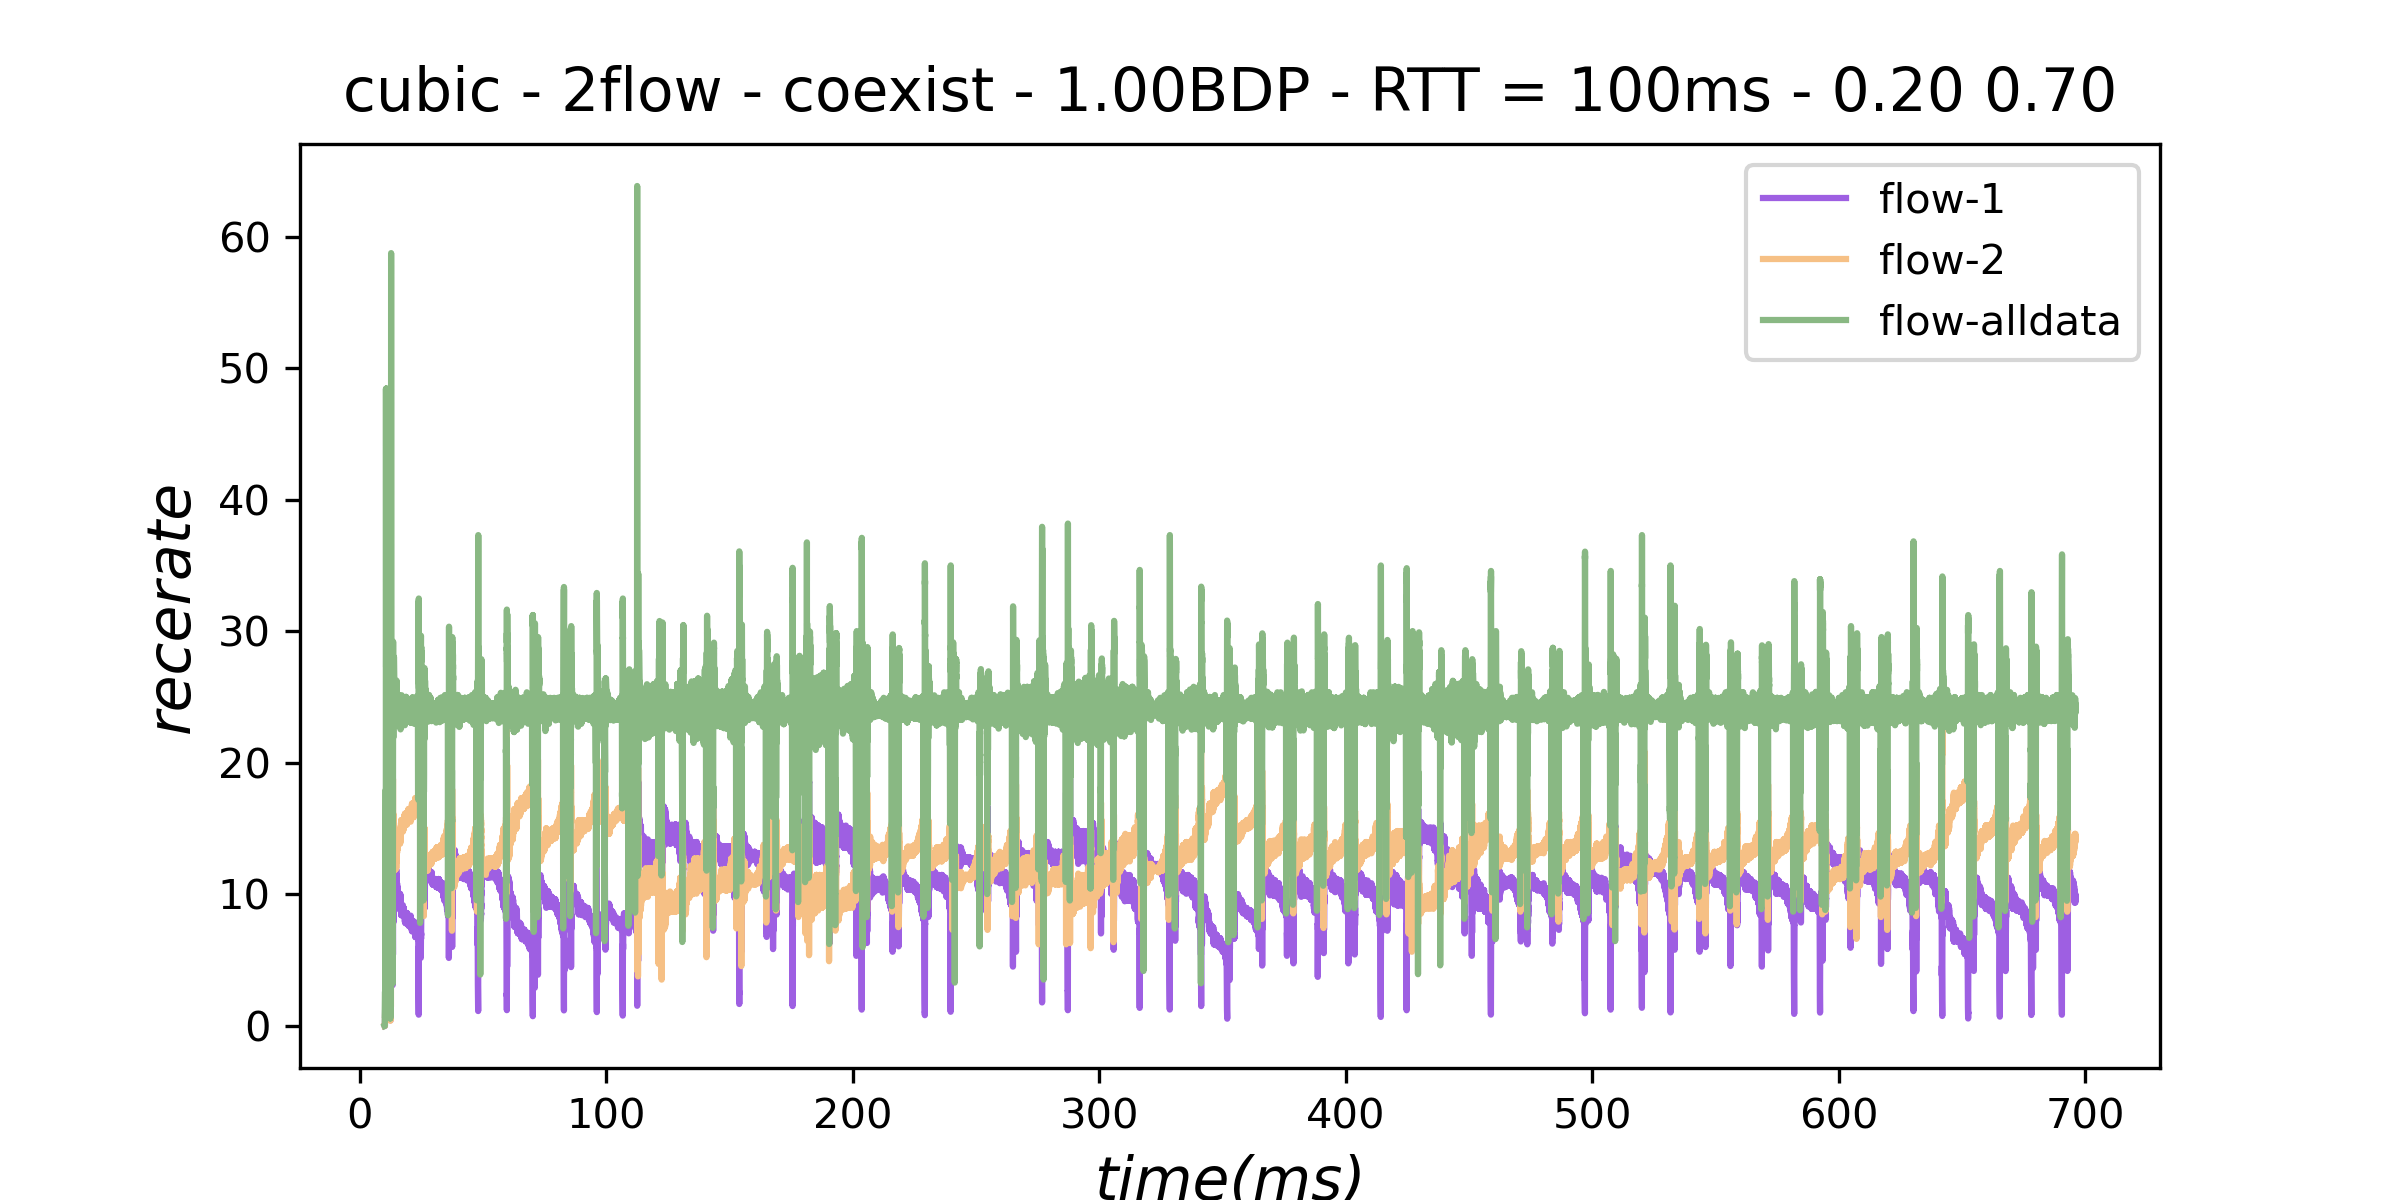 cubic - 2flow - coexist - 1.00BDP - RTT = 100ms - 0.20 0.70
flow-1
flow-2
flow-alldata
60
50
40
30
20
10
0
recerate
0 100 200 300 400 500 600 700
time(ms)